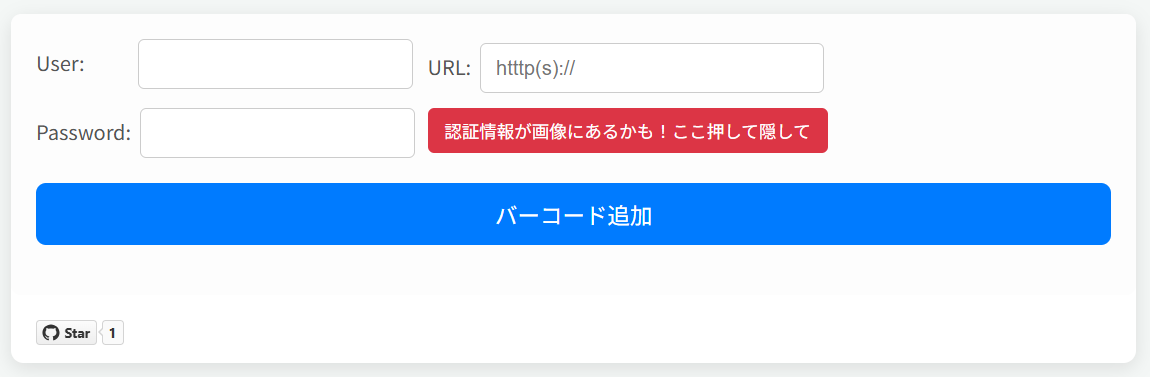 User:
URL: htttp(s)://
Password:
認証情報が画像にあるかも！ここ押して隠して
バーコード追加
Star 1